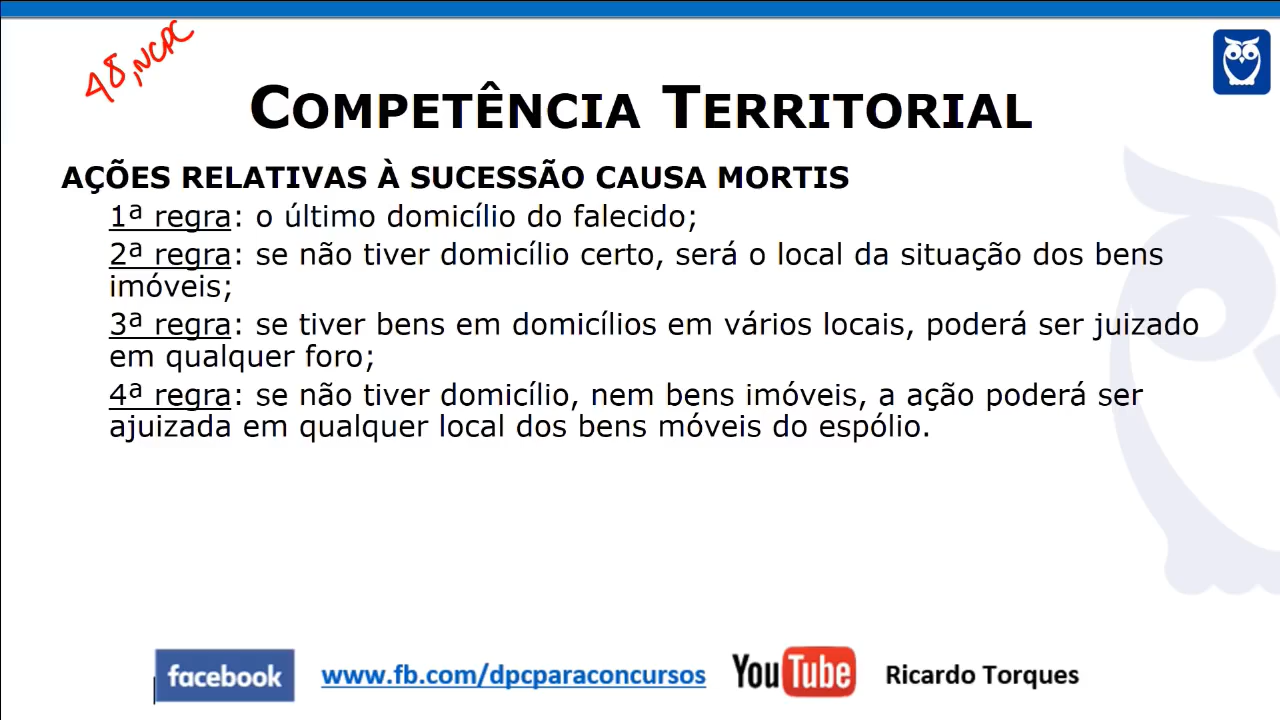 48, NCPC
COMPETÊNCIA TERRITORIAL
AÇÕES RELATIVAS À SUCESSÃO CAUSA MORTIS
1ª regra: o último domicílio do falecido;
2ª regra: se não tiver domicílio certo, será o local da situação dos bens
imóveis;
3ª regra: se tiver bens em domicílios em vários locais, poderá ser juizado
em qualquer foro;
4ª regra: se não tiver domicílio, nem bens imóveis, a ação poderá ser
ajuizada em qualquer local dos bens móveis do espólio.
facebook www.fb.com/dpcparaconcursos YouTube Ricardo Torques